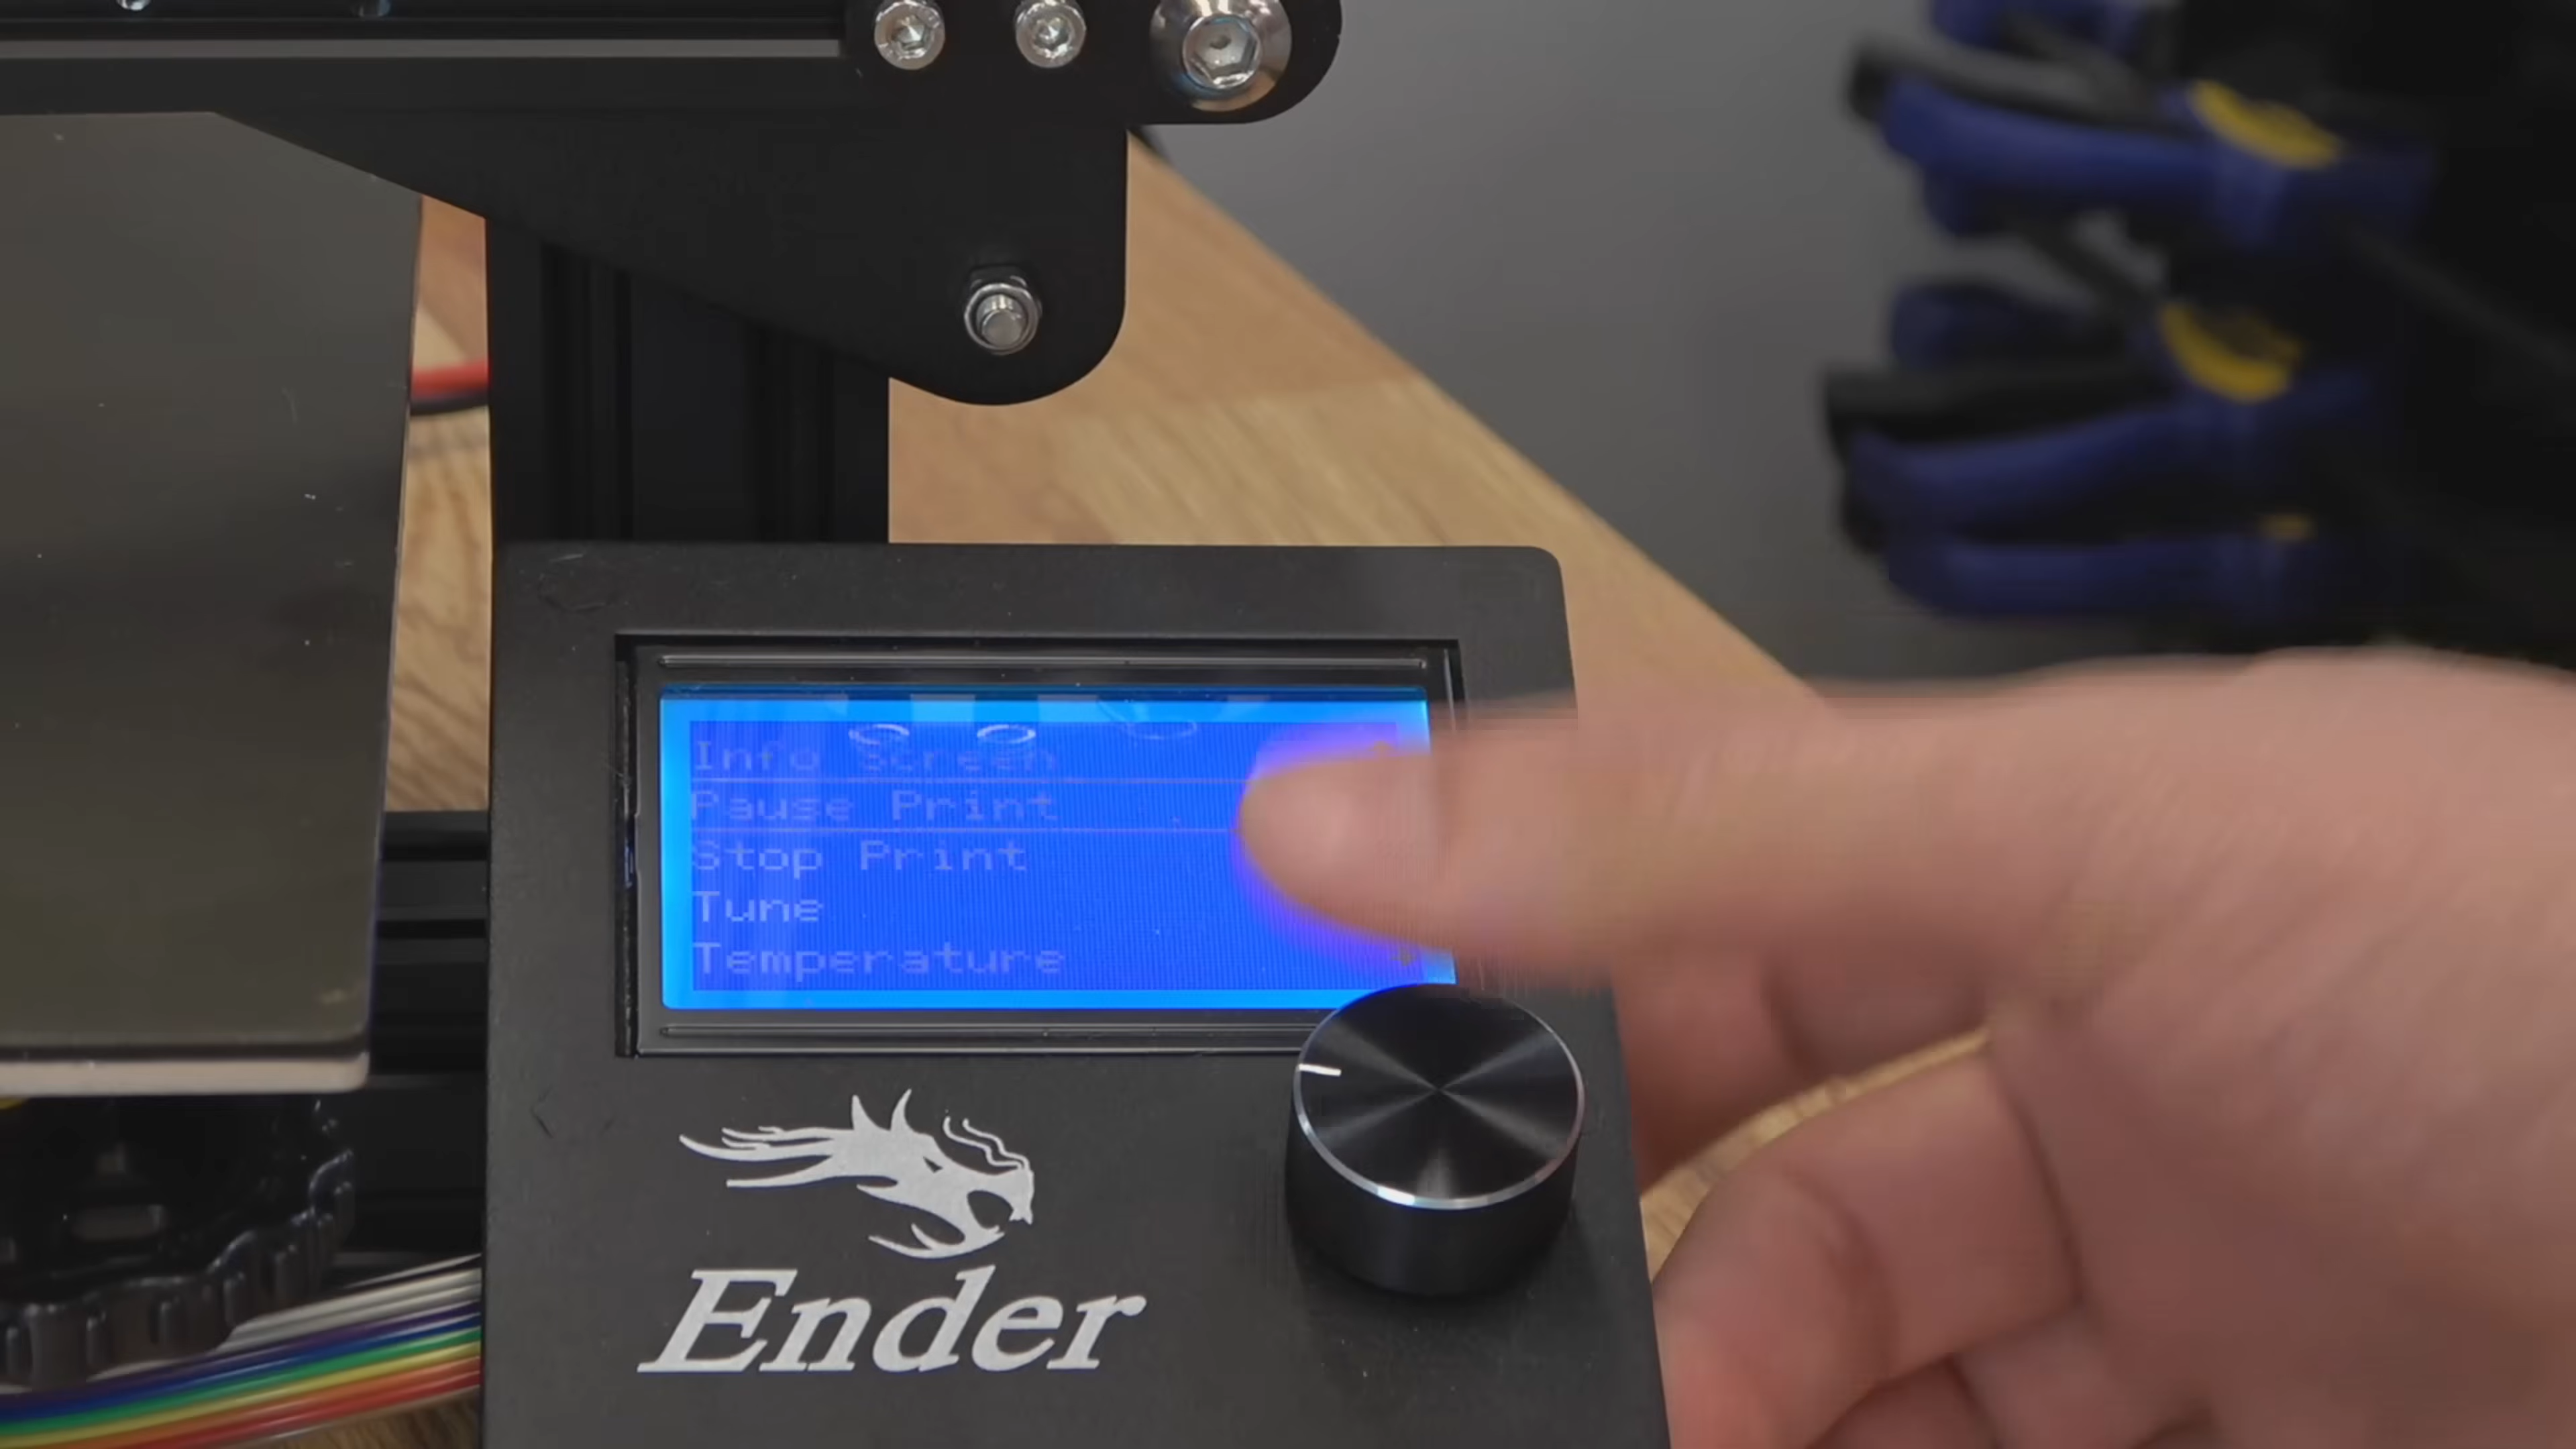 Info Screen
Pause Print
Stop Print
Tune
Temperature
Ender